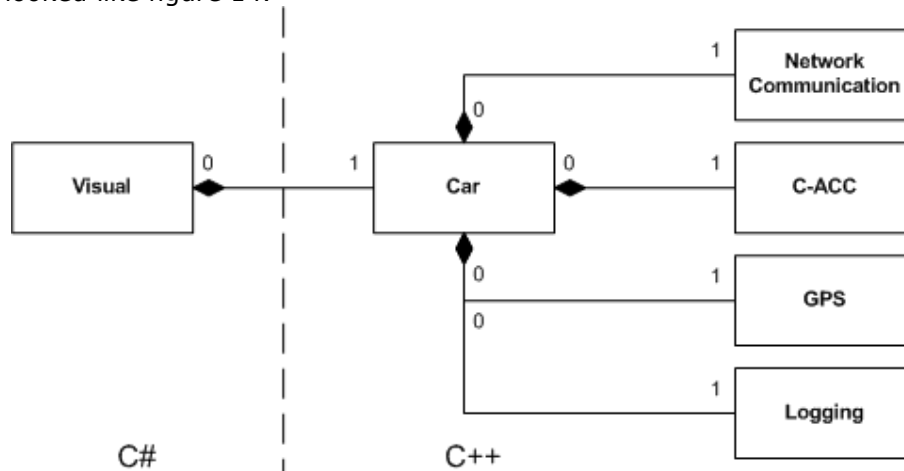 looked like figure 14.
1
Network
Communication
0
Visual
0
1
Car
0
1
C-ACC
0
1
GPS
0
1
Logging
C#
C++